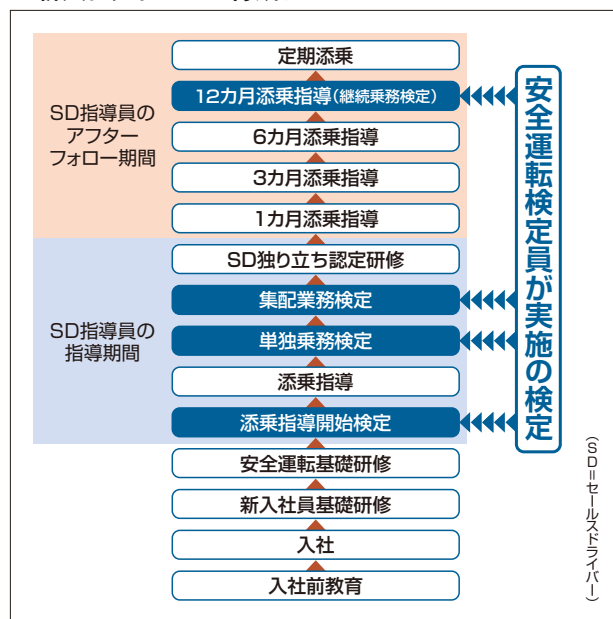 定期添乗
12カ月添乗指導(継続乗務検定)
6カ月添乗指導
3カ月添乗指導
1カ月添乗指導
SD指導員の
アフター
フォロー期間
SD独り立ち認定研修
集配業務検定
単独乗務検定
添乗指導
添乗指導開始検定
SD指導員の
指導期間
安全運転基礎研修
新入社員基礎研修
入社
入社前教育
安全運転検定員が実施の検定
(SD=セールスドライバー)